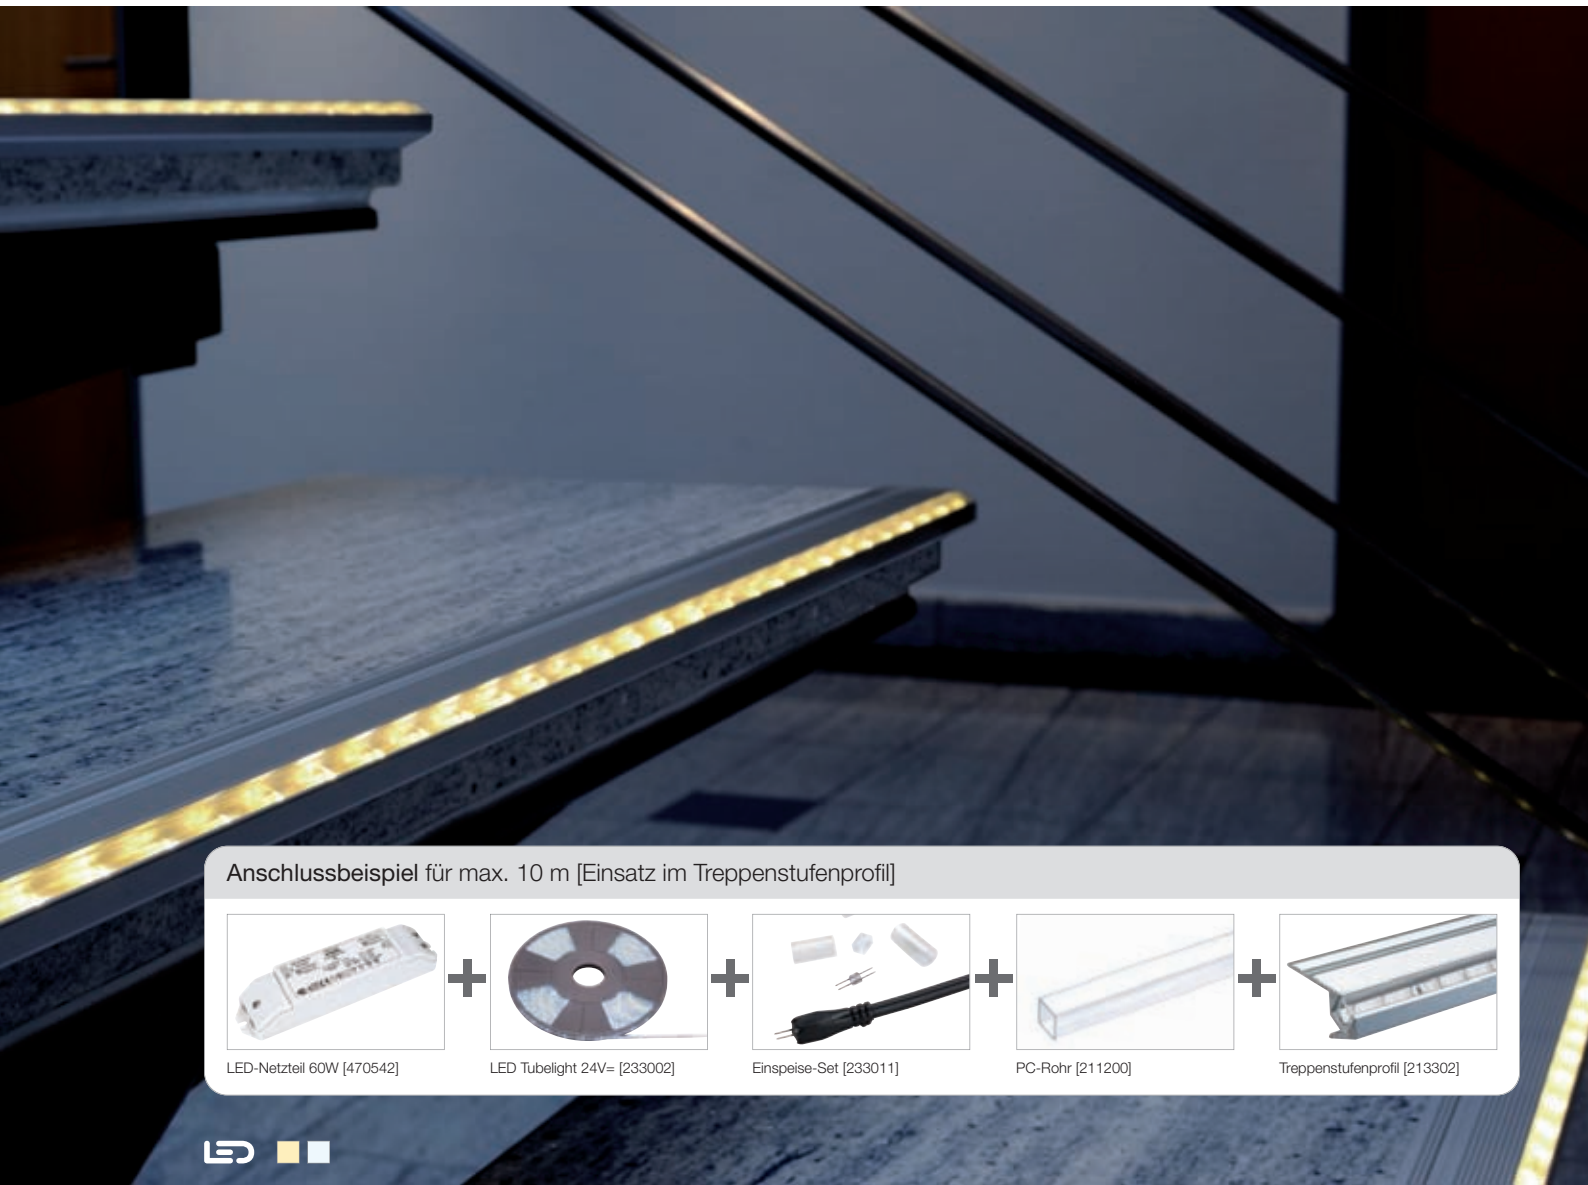 Anschlussbeispiel für max. 10 m [Einsatz im Treppenstufenprofil]
LED-Netzteil 60W [470542]
LED Tubelight 24V= [233002]
Einspeise-Set [233011]
PC-Rohr [211200]
Treppenstufenprofil [213302]
LED